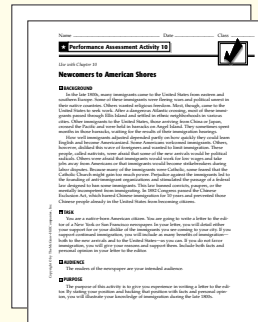 Name Date Class
★ Performance Assessment Activity 10
Use with Chapter 10
Newcomers to American Shores
BACKGROUND
In the late 1800s, many immigrants came to the United States from eastern and
southern Europe. Some of these immigrants were fleeing wars and political unrest in
their native countries. Others wanted religious freedom. Most, though, came to the
United States to seek work. After a dangerous Atlantic crossing, most of these immi-
grants passed through Ellis Island and settled in ethnic neighborhoods in various
cities. Other immigrants to the United States, those arriving from China or Japan,
crossed the Pacific and were held in barracks on Angel Island. They sometimes spent
months in these barracks, waiting for the results of their immigration hearings.
How well immigrants adjusted depended partly on how quickly they could learn
English and become Americanized. Some Americans welcomed immigrants. Others,
however, disliked this wave of foreigners and wanted to limit immigration. These
people, called nativists, were afraid that some of the new arrivals would be political
radicals. Others were afraid that immigrants would work for low wages and take
jobs away from Americans or that immigrants would become strikebreakers during
labor disputes. Because many of the immigrants were Catholic, some feared that the
Catholic Church might gain too much power. Prejudice against the immigrants led to
the founding of anti-immigrant organizations and stimulated the passage of a federal
law designed to ban some immigrants. This law banned convicts, paupers, or the
mentally incompetent from immigrating. In 1882 Congress passed the Chinese
Exclusion Act, which barred Chinese immigration for 10 years and prevented those
Chinese people already in the United States from becoming citizens.
TASK
You are a native-born American citizen. You are going to write a letter to the edi-
tor of a New York or San Francisco newspaper. In your letter, you will detail either
your support for or your dislike of the immigrants you are coming to your city. If you
support continued immigration, you will include as many benefits of immigration—
both to the new arrivals and to the United States—as you can. If you do not favor
immigration, you will give your reasons and support them. Include both facts and
personal opinion in your letter to the editor.
AUDIENCE
The readers of the newspaper are your intended audience.
PURPOSE
The purpose of this activity is to give you experience in writing a letter to the edi-
tor. By stating your position and backing that position with facts and personal opin-
ion, you will illustrate your knowledge of immigration during the late 1800s.
Copyright © by The McGraw-Hill Companies, Inc.